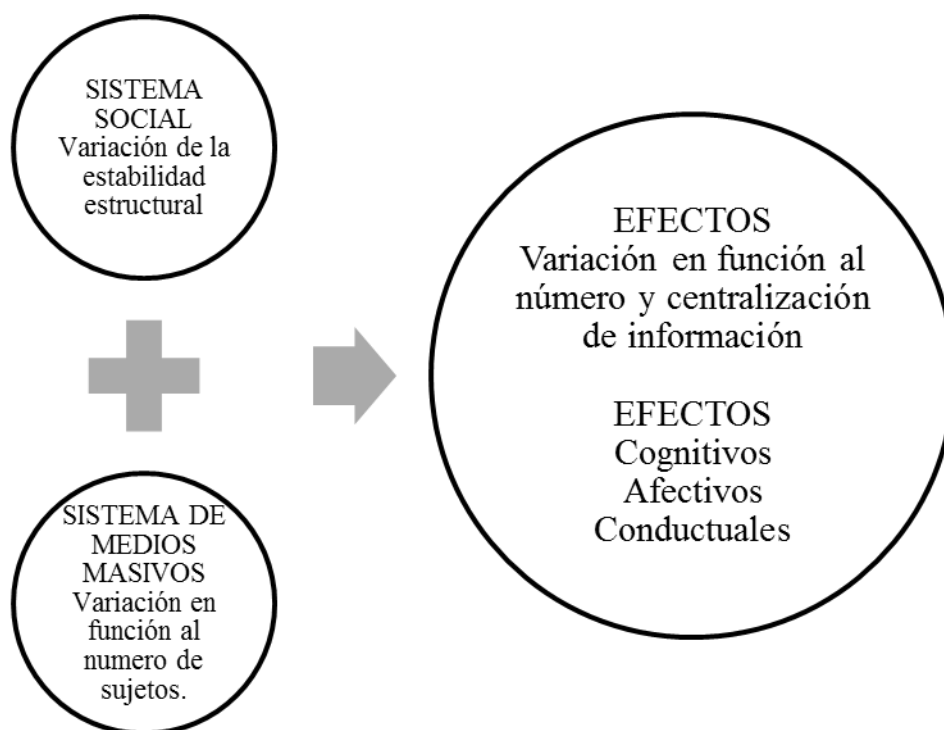 SISTEMA
SOCIAL
Variación de la
estabilidad
estructural
SISTEMA DE
MEDIOS
MASIVOS
Variación en
función al
numero de
sujetos.
EFECTOS
Variación en función al
número y centralización
de información
EFECTOS
Cognitivos
Afectivos
Conductuales